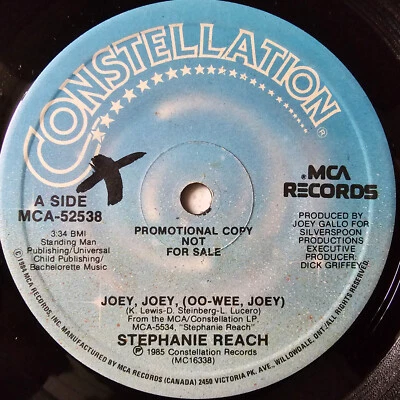 CONSTELLATION®
MCA RECORDS
A SIDE
MCA-52538
3:34 BMI
Standing Man
Publishing/Universal
Child Publishing/
Bachelorette Music
PROMOTIONAL COPY
NOT
FOR SALE
PRODUCED BY
JOEY GALLO FOR
SILVERSPOON
PRODUCTIONS
EXECUTIVE
PRODUCER:
DICK GRIFFEY
JOEY, JOEY, (OO-WEE, JOEY)
(K. Lewis-D. Steinberg-L. Lucero)
From the MCA/Constellation LP
MCA-5534, "Stephanie Reach"
STEPHANIE REACH
℗1985 Constellation Records
(MC16338)
©1984 MCA RECORDS, INC. MANUFACTURED BY MCA RECORDS (CANADA) 2450 VICTORIA PK. AVE., WILLOWDALE, ONT./ALL RIGHTS RESERVED.